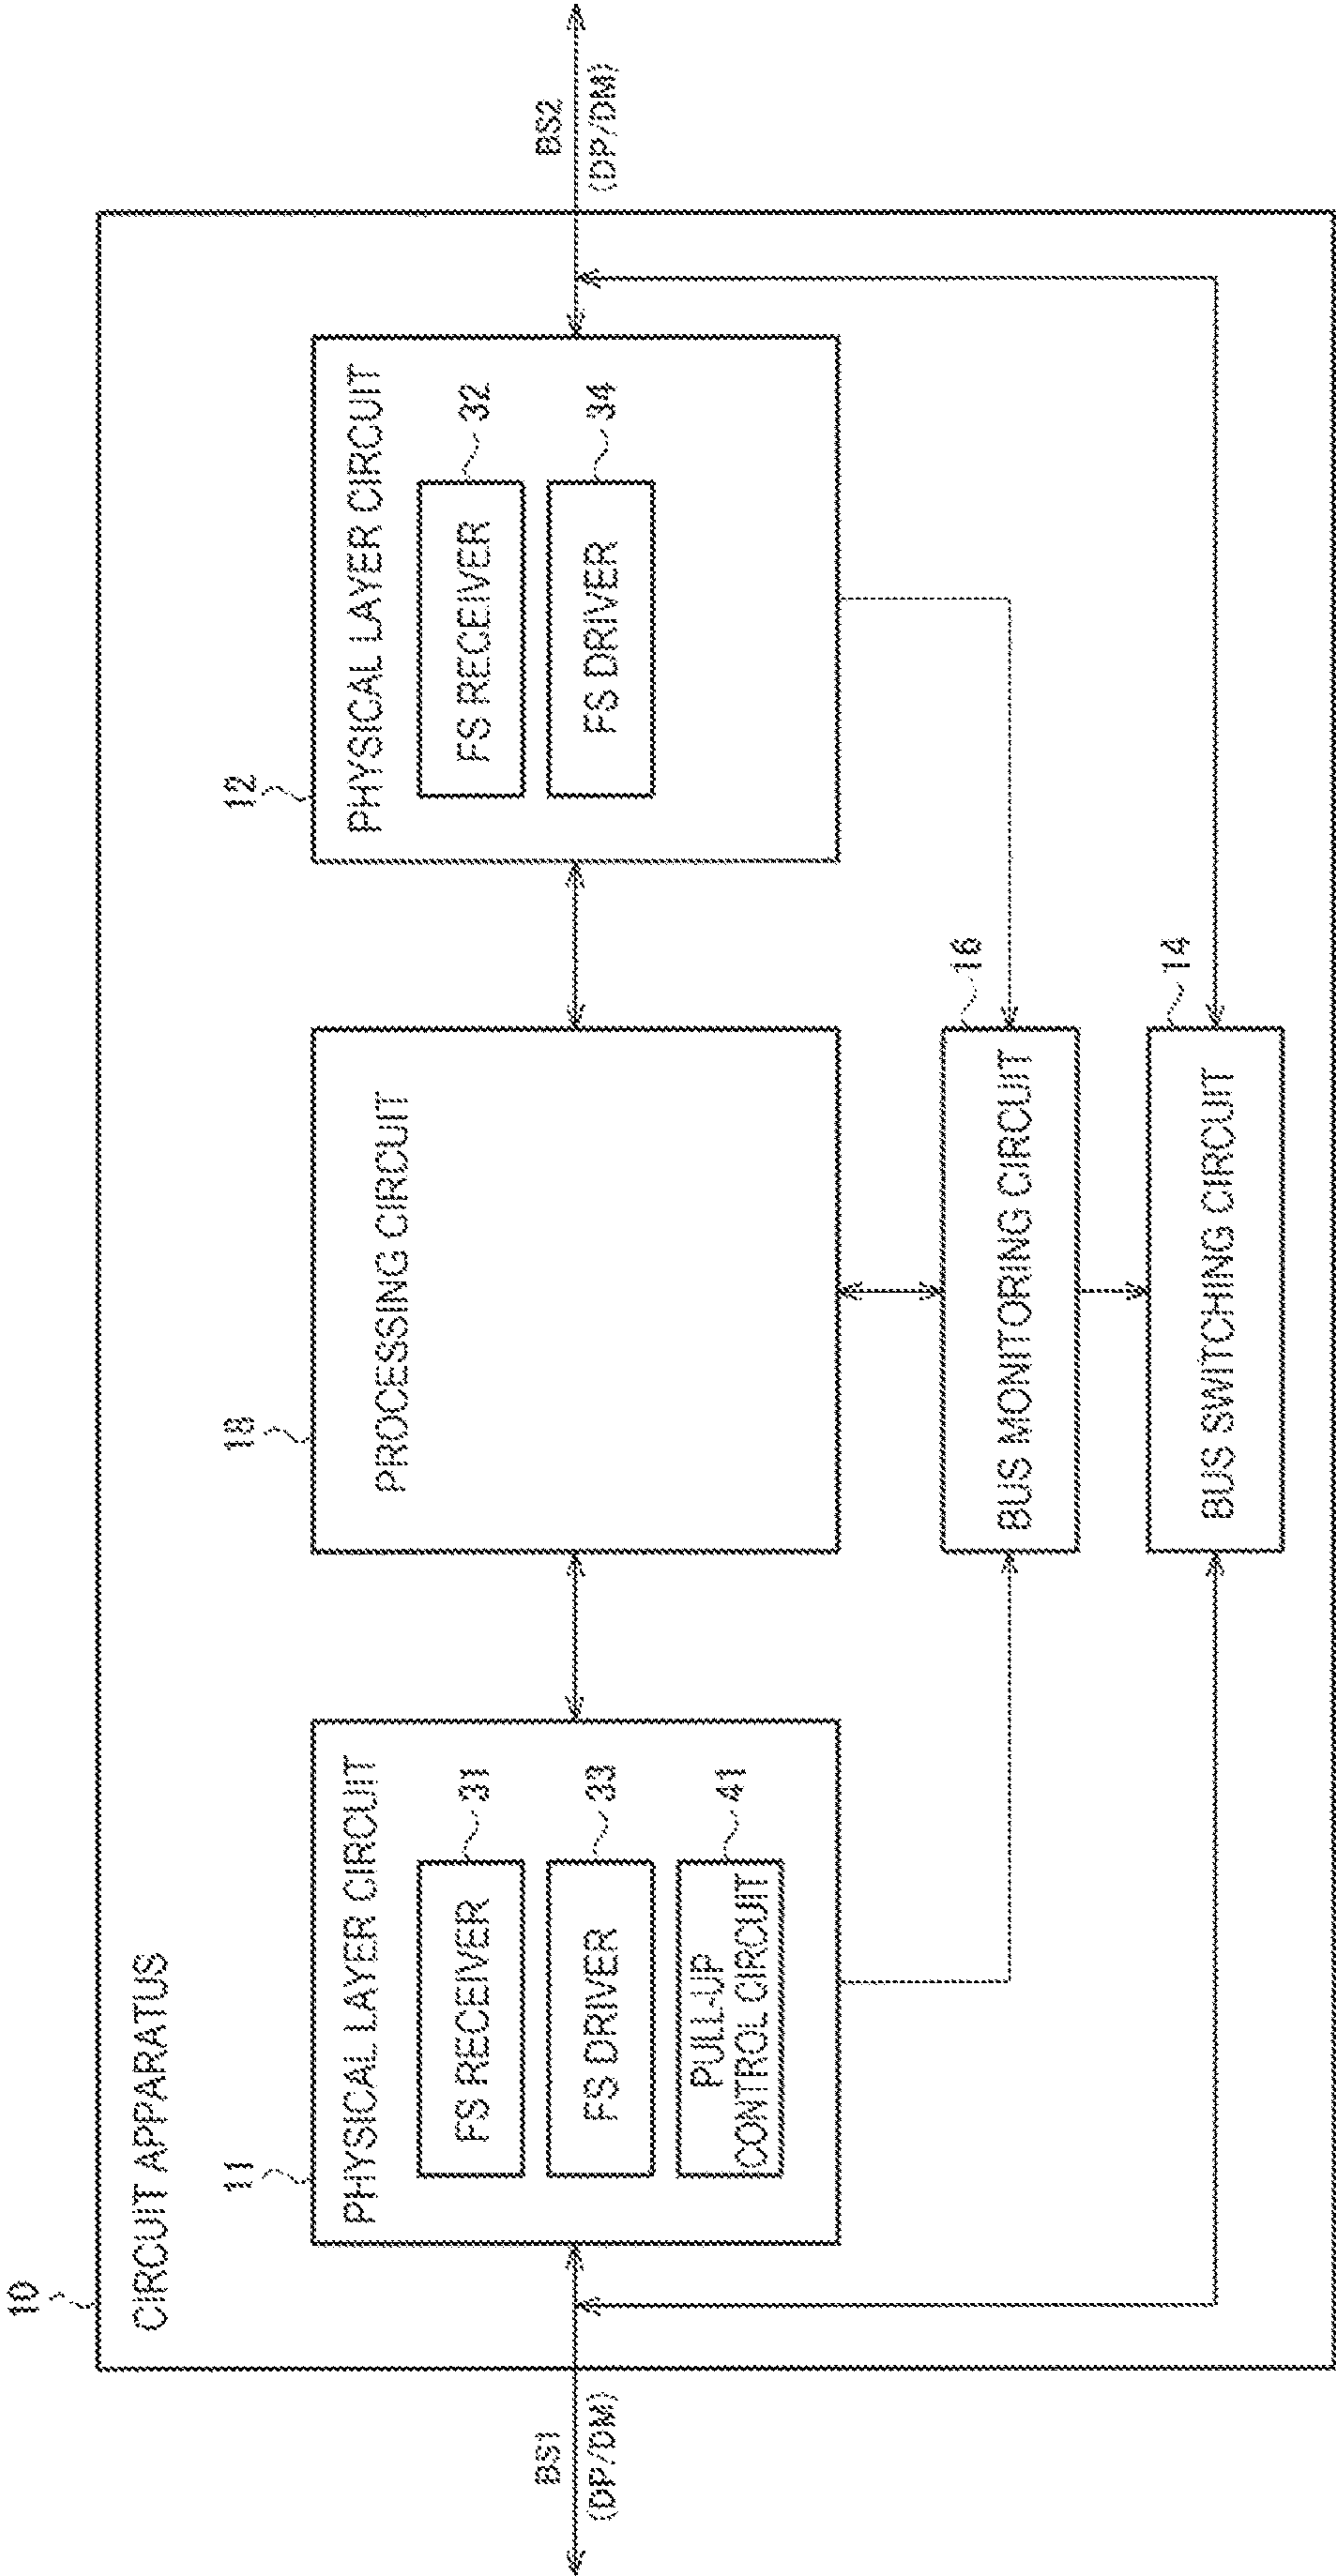 10
CIRCUIT APPARATUS
BS1
(DP/DM)
11
PHYSICAL LAYER CIRCUIT
FS RECEIVER
31
FS DRIVER
33
PULL-UP
CONTROL CIRCUIT
41
18
PROCESSING CIRCUIT
12
PHYSICAL LAYER CIRCUIT
FS RECEIVER
32
FS DRIVER
34
BS2
(DP/DM)
16
BUS MONITORING CIRCUIT
14
BUS SWITCHING CIRCUIT